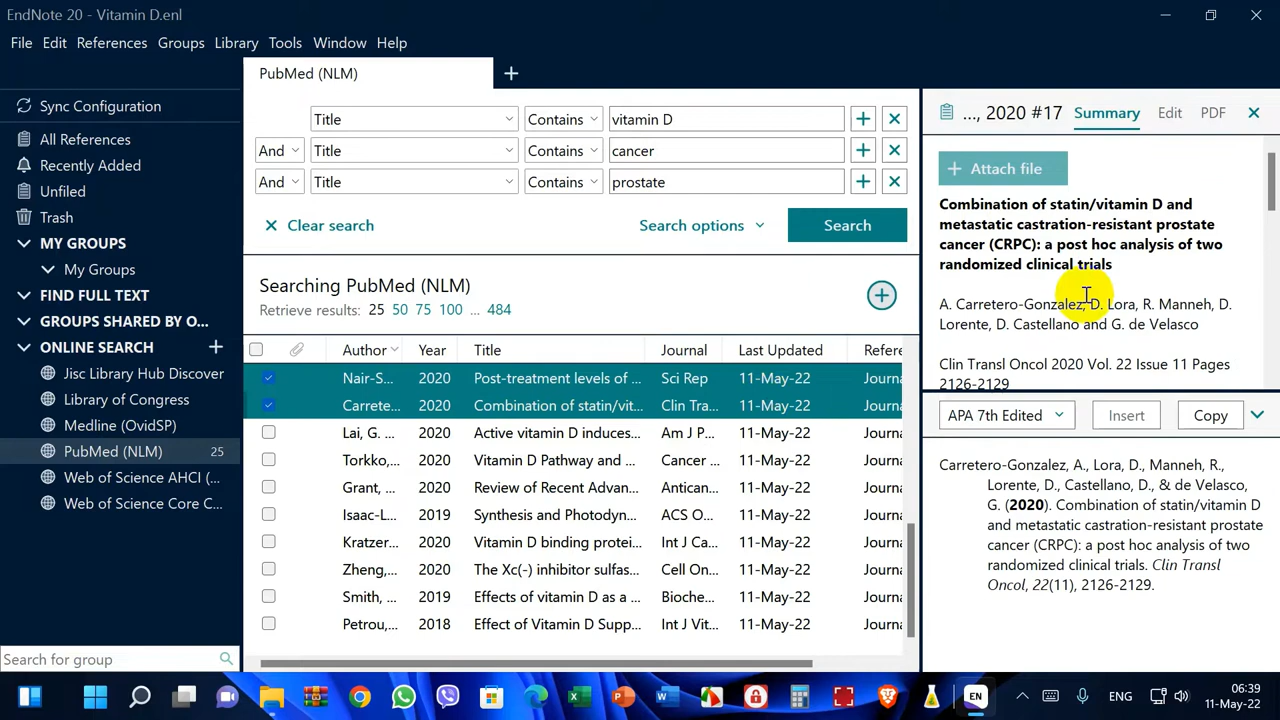 EndNote 20 - Vitamin D.enl
File Edit References Groups Library Tools Window Help
Sync Configuration
All References
Recently Added
Unfiled
Trash
MY GROUPS
My Groups
FIND FULL TEXT
GROUPS SHARED BY O...
ONLINE SEARCH
Jisc Library Hub Discover
Library of Congress
Medline (OvidSP)
PubMed (NLM) 25
Web of Science AHCI (...
Web of Science Core C...
Search for group
PubMed (NLM)
Title Contains vitamin D
And Title Contains cancer
And Title Contains prostate
Clear search Search options Search
Searching PubMed (NLM)
Retrieve results: 25 50 75 100 ... 484
Author Year Title Journal Last Updated Refere
Nair-S... 2020 Post-treatment levels of ... Sci Rep 11-May-22 Journa
Carrete... 2020 Combination of statin/vit... Clin Tra... 11-May-22 Journa
Lai, G. ... 2020 Active vitamin D induces... Am J P... 11-May-22 Journa
Torkko,... 2020 Vitamin D Pathway and ... Cancer ... 11-May-22 Journa
Grant, ... 2020 Review of Recent Advan... Antican... 11-May-22 Journa
Isaac-L... 2019 Synthesis and Photodyn... ACS O... 11-May-22 Journa
Kratzer... 2020 Vitamin D binding protei... Int J Ca... 11-May-22 Journa
Zheng,... 2020 The Xc(-) inhibitor sulfas... Cell On... 11-May-22 Journa
Smith, ... 2019 Effects of vitamin D as a ... Bioche... 11-May-22 Journa
Petrou,... 2018 Effect of Vitamin D Supp... J Vit... 11-May-22 Journa
..., 2020 #17 Summary Edit PDF
Attach file
Combination of statin/vitamin D and
metastatic castration-resistant prostate
cancer (CRPC): a post hoc analysis of two
randomized clinical trials
A. Carretero-Gonzalez, D. Lora, R. Manneh, D.
Lorente, D. Castellano and G. de Velasco
Clin Transl Oncol 2020 Vol. 22 Issue 11 Pages
2126-2129
APA 7th Edited Insert Copy
Carretero-Gonzalez, A., Lora, D., Manneh, R.,
Lorente, D., Castellano, D., & de Velasco,
G. (2020). Combination of statin/vitamin D
and metastatic castration-resistant prostate
cancer (CRPC): a post hoc analysis of two
randomized clinical trials. Clin Transl
Oncol, 22(11), 2126-2129.
EN ENG 06:39
11-May-22